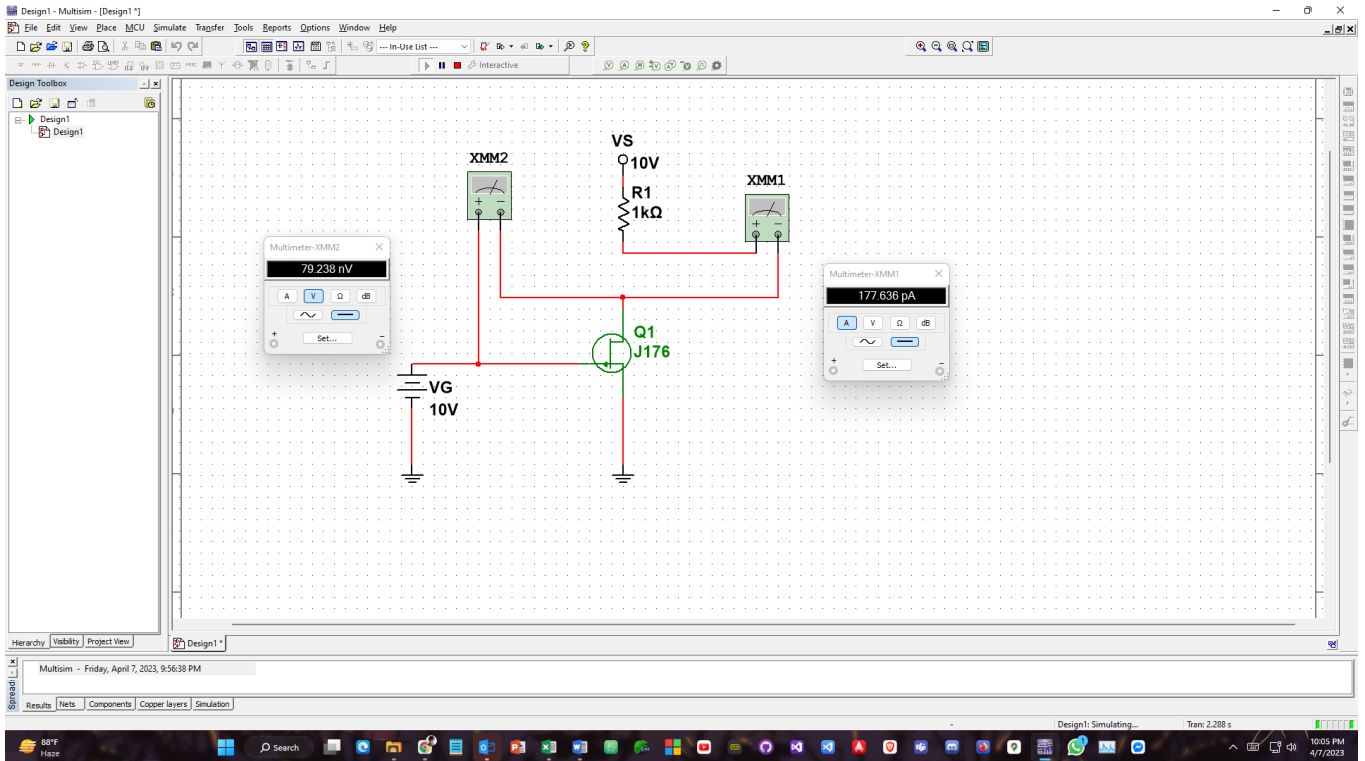 Design1 - Multisim - [Design1 *]
File Edit View Place MCU Simulate Transfer Tools Reports Options Window Help
--- In-Use List ---
Interactive
Design Toolbox
Design1
Design1
XMM2
VS
10V
XMM1
R1
1kΩ
Multimeter-XMM2
79.238 nV
A V Ω dB
+ Set... -
Multimeter-XMM1
177.636 pA
A V Ω dB
+ Set... -
Q1
J176
VG
10V
Hierarchy Visibility Project View
Design1 *
Multisim - Friday, April 7, 2023, 9:56:38 PM
Results Nets Components Copper layers Simulation
- Design1: Simulating... Tran: 2.288 s
88°F
Haze
Search
10:05 PM
4/7/2023